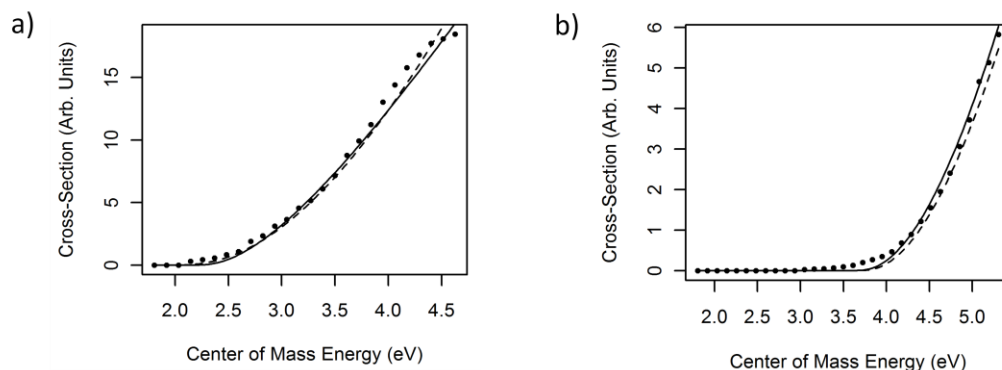 a)
Cross-Section (Arb. Units)
15
10
5
0
2.0 2.5 3.0 3.5 4.0 4.5
Center of Mass Energy (eV)
b)
Cross-Section (Arb. Units)
6
5
4
3
2
1
0
2.0 2.5 3.0 3.5 4.0 4.5 5.0
Center of Mass Energy (eV)